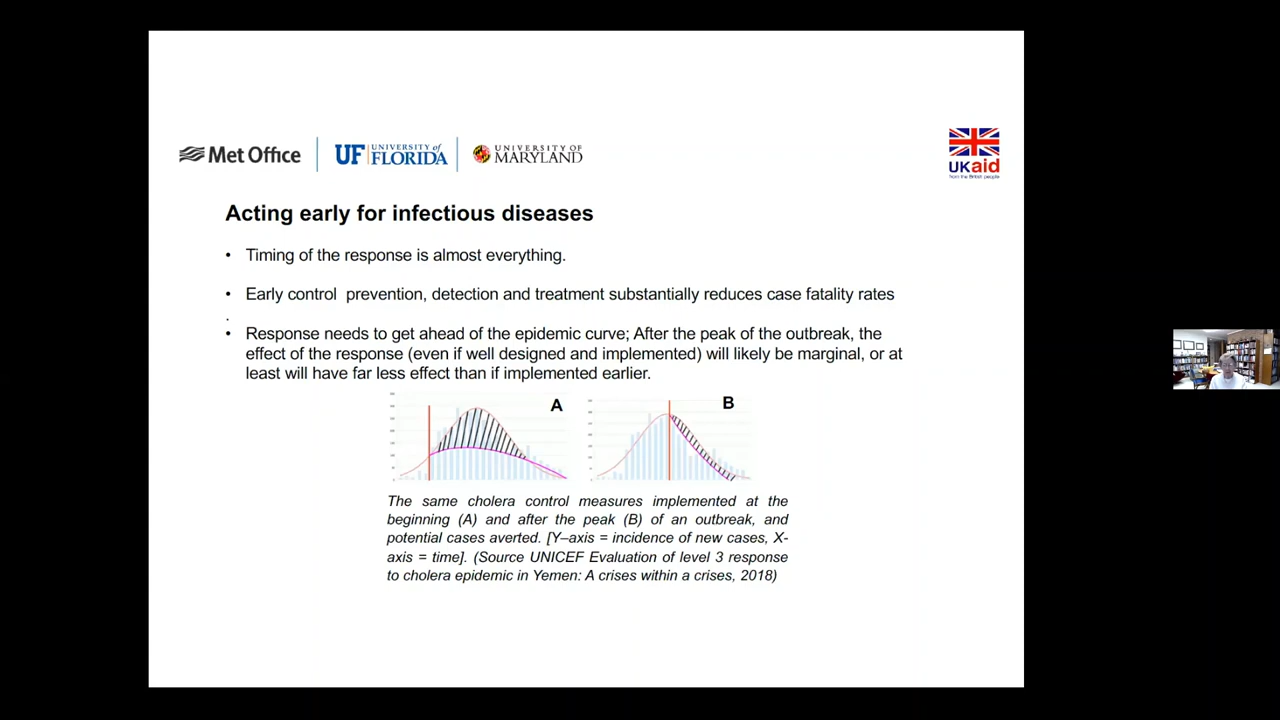 Met Office
UF UNIVERSITY of FLORIDA
UNIVERSITY OF MARYLAND
UKaid
from the British people
Acting early for infectious diseases
• Timing of the response is almost everything.
• Early control prevention, detection and treatment substantially reduces case fatality rates
.
• Response needs to get ahead of the epidemic curve; After the peak of the outbreak, the
effect of the response (even if well designed and implemented) will likely be marginal, or at
least will have far less effect than if implemented earlier.
A
B
The same cholera control measures implemented at the
beginning (A) and after the peak (B) of an outbreak, and
potential cases averted. [Y–axis = incidence of new cases, X-
axis = time]. (Source UNICEF Evaluation of level 3 response
to cholera epidemic in Yemen: A crises within a crises, 2018)